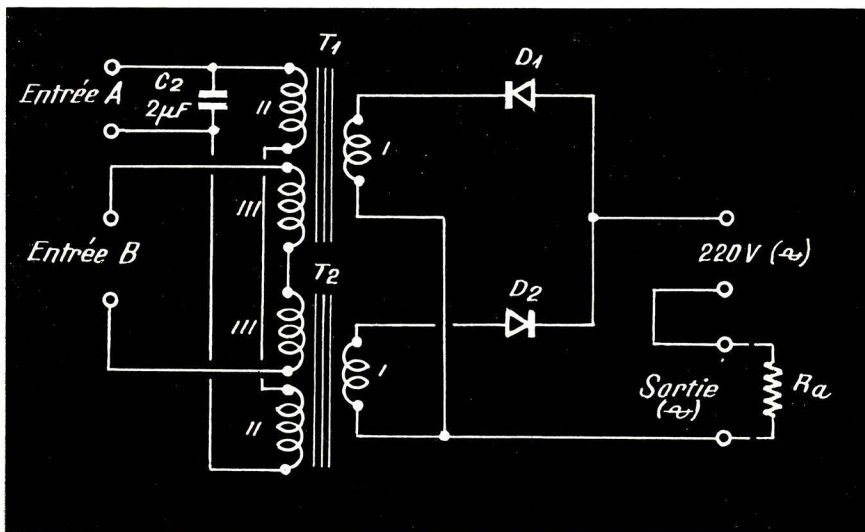 T1
D1
Entrée A
C2
2µF
II
I
III
Entrée B
220V (~)
T2
D2
III
I
Sortie
(~)
Ra
II